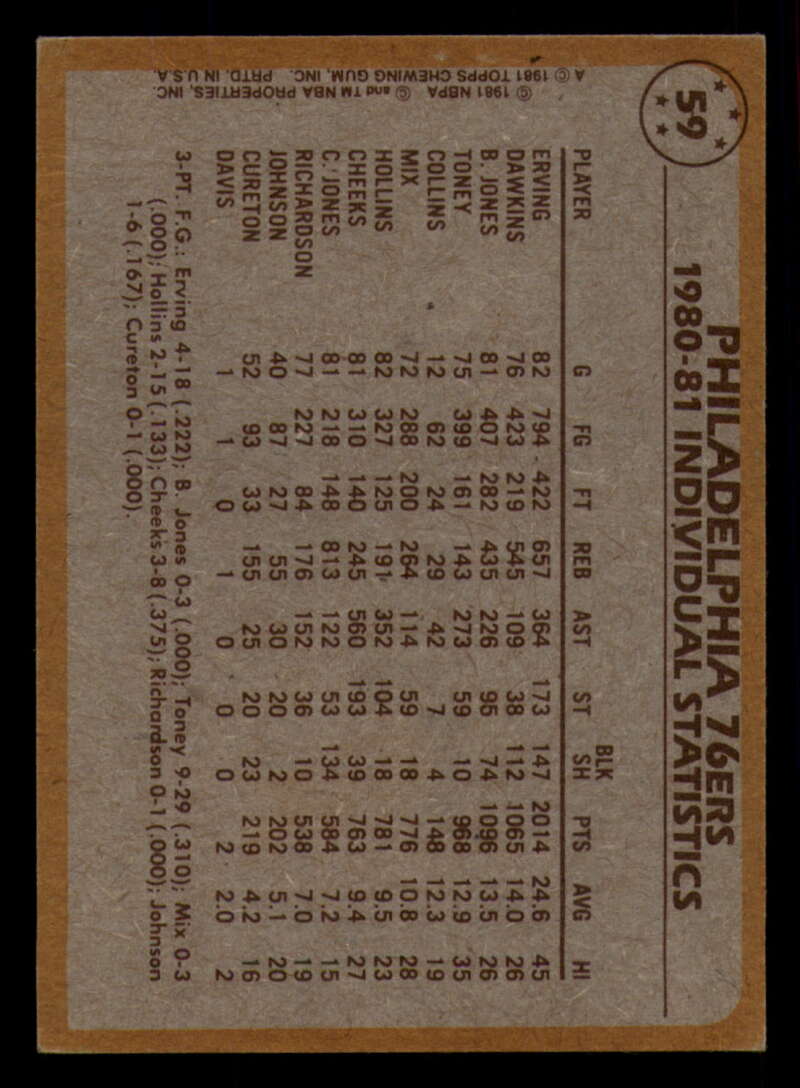 59
PHILADELPHIA 76ERS
1980-81 INDIVIDUAL STATISTICS
BLK
PLAYER G FG FT REB AST ST SH PTS AVG HI
ERVING 82 794 422 657 364 173 147 2014 24.6 45
DAWKINS 76 423 219 545 109 38 112 1065 14.0 26
B. JONES 81 407 282 435 226 95 74 1096 13.5 26
TONEY 75 399 161 143 273 59 10 968 12.9 35
COLLINS 12 62 24 29 42 7 4 148 12.3 19
MIX 72 288 200 264 114 59 18 776 10.8 28
HOLLINS 82 327 125 191 352 104 18 781 9.5 23
CHEEKS 81 310 140 245 560 193 39 763 9.4 27
C. JONES 81 218 148 813 122 53 134 584 7.2 15
RICHARDSON 77 227 84 176 152 36 10 538 7.0 19
JOHNSON 40 87 27 55 30 20 2 202 5.1 20
CURETON 52 93 33 155 25 20 23 219 4.2 16
DAVIS 1 1 0 1 0 0 0 2 2.0 2
3-PT. F.G.: Erving 4-18 (.222); B. Jones 0-3 (.000); Toney 9-29 (.310); Mix 0-3
(.000); Hollins 2-15 (.133); Cheeks 3-8 (.375); Richardson 0-1 (.000); Johnson
1-6 (.167); Cureton 0-1 (.000).
© 1981 NBPA © and TM NBA PROPERTIES, INC.
A © 1981 TOPPS CHEWING GUM, INC. PRTD. IN U.S.A.